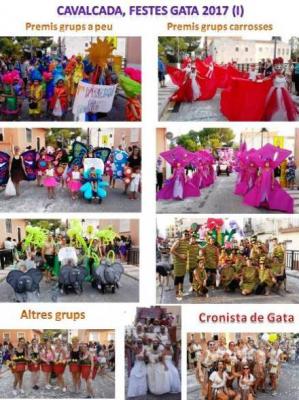 CAVALCADA, FESTES GATA 2017 (I)
Premis grups a peu
Premis grups carrosses
Altres grups
Cronista de Gata